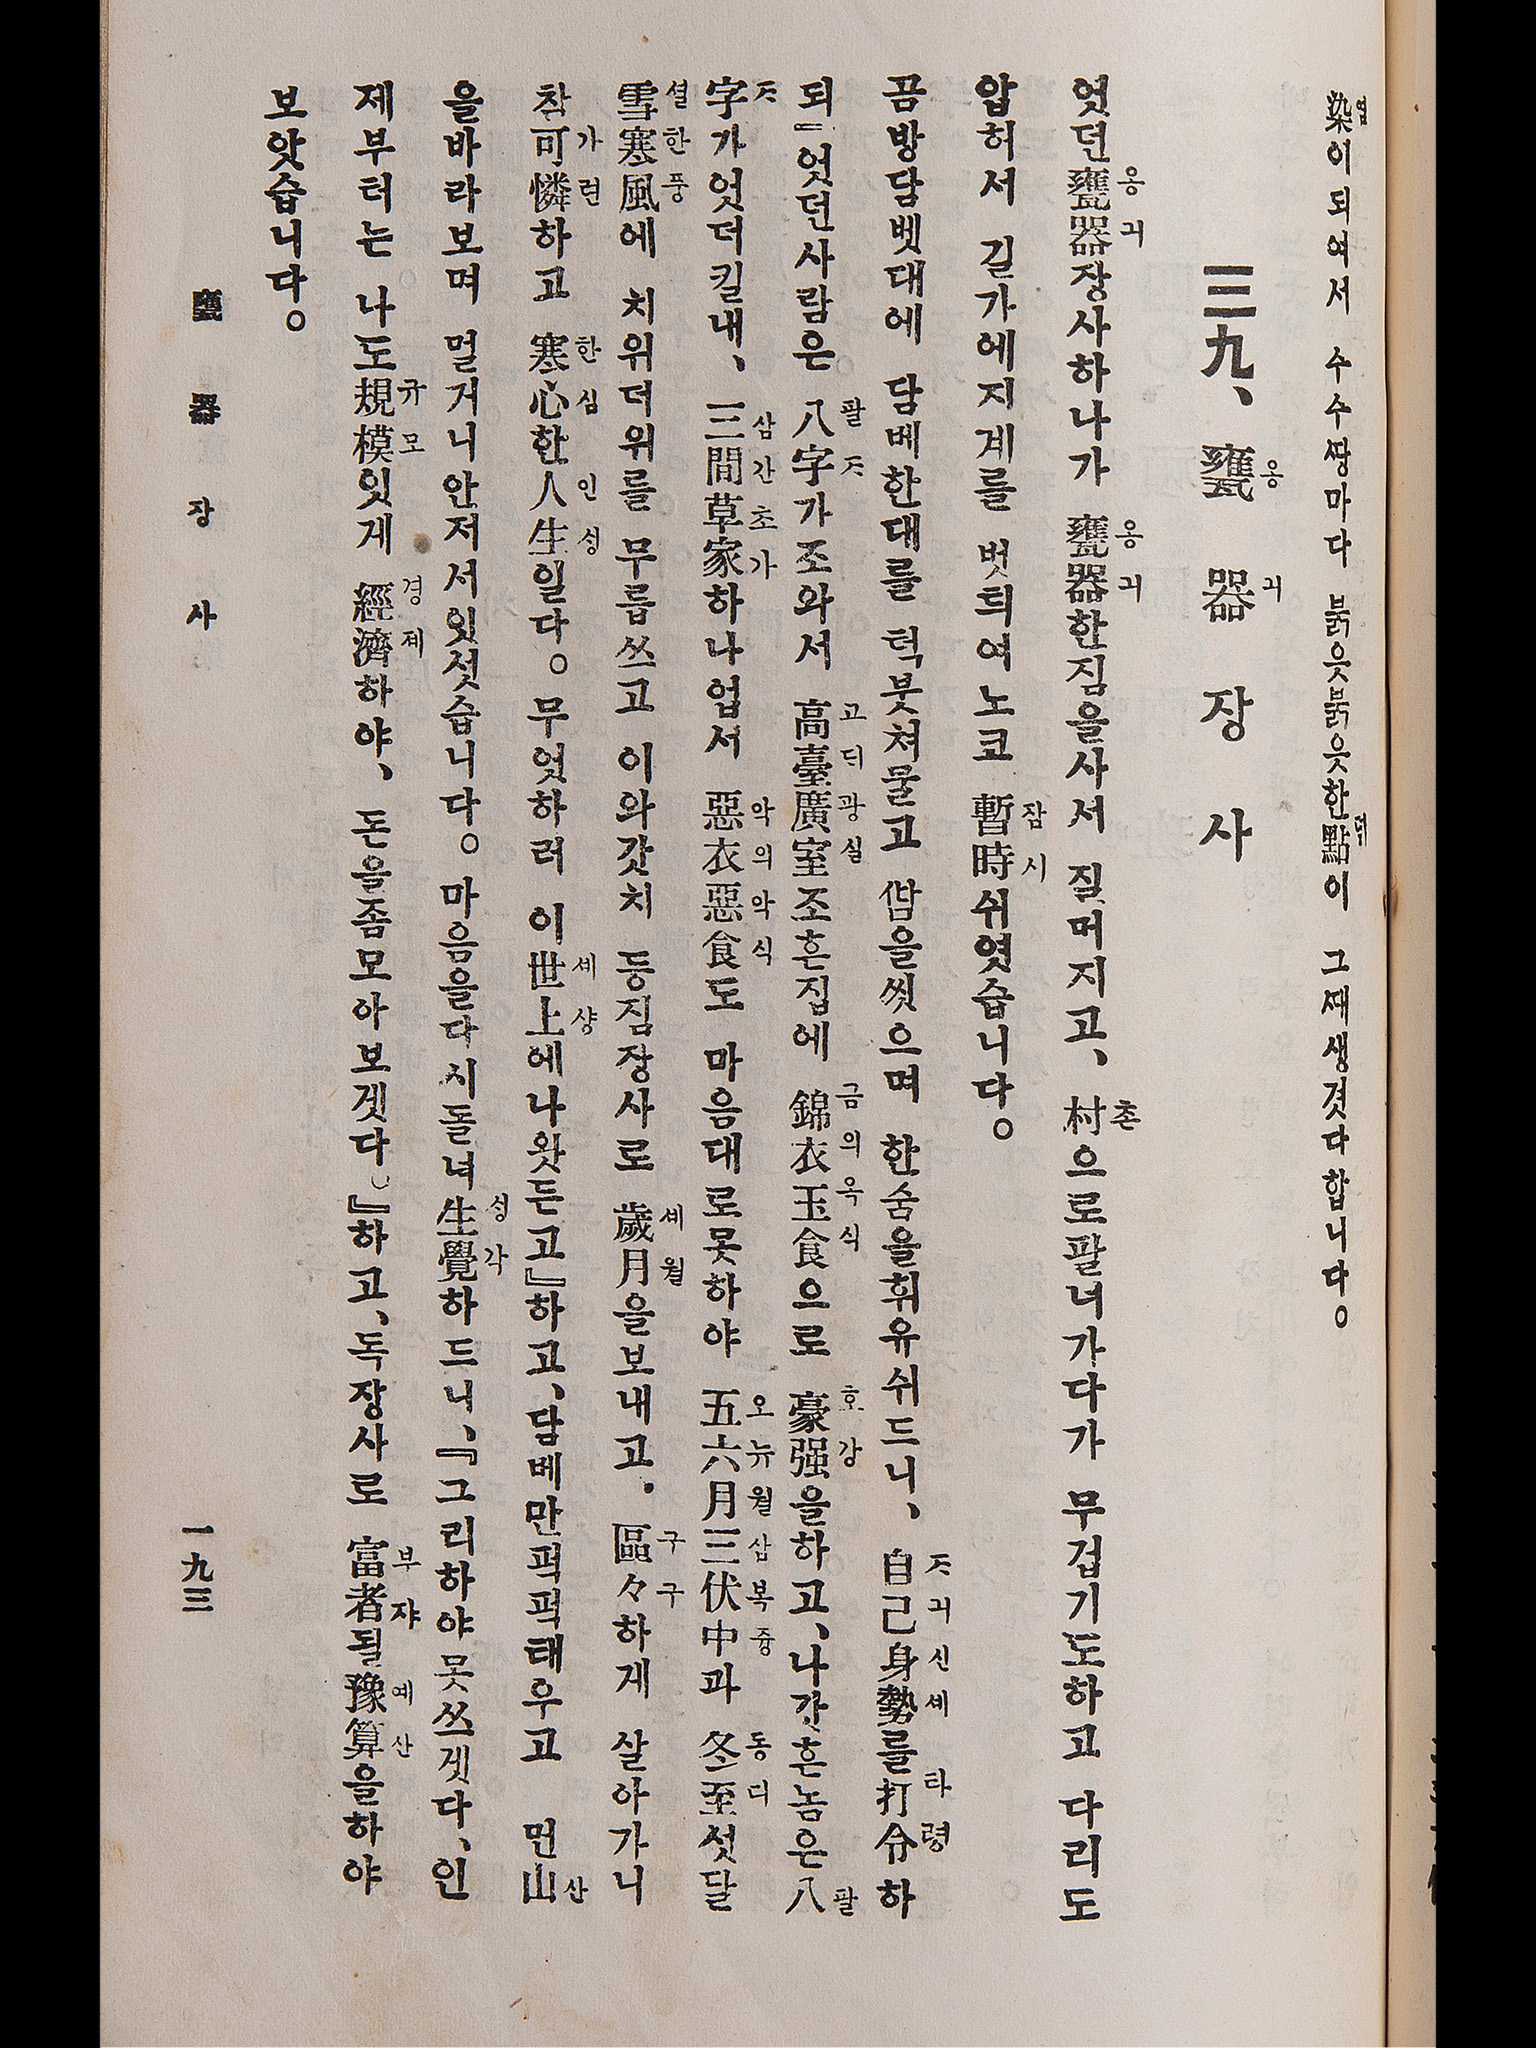 染이되여서 수수쌍마다 붉읏붉읏한點이 그째생겻다합니다。
三九、甕器장사
엇던甕器장사하나가 甕器한짐을사서 질머지고、村으로팔녀가다가 무겁기도하고 다리도
압허서 길가에지계를 벗틔여노코 暫時쉬엿습니다。
곰방담벳대에 담베한대를 턱붓쳐물고 땀을씻으며 한숨을휘유쉬드니、自己身勢를打令하
되『엇던사람은 八字가조와서 高臺廣室조흔집에 錦衣玉食으로 豪强을하고、나갓흔놈은八
字가엇더킬내、三間草家하나업서 惡衣惡食도 마음대로못하야 五六月三伏中과 冬至섯달
雪寒風에 치위더위를 무릅쓰고 이와갓치 등짐장사로 歲月을보내고、區々하게 살아가니
참可憐하고 寒心한人生일다。무엇하러 이世上에나왓든고』하고、담베만퍽퍽태우고 먼山
을바라보며 멀거니안저서잇섯습니다。마음을다시돌녀生覺하드니、『그리하야못쓰겟다、인
제부터는 나도規模잇게 經濟하야、돈을좀모아보겟다。』하고、독장사로 富者될豫算을하야
보앗습니다。
甕器장사 一九三